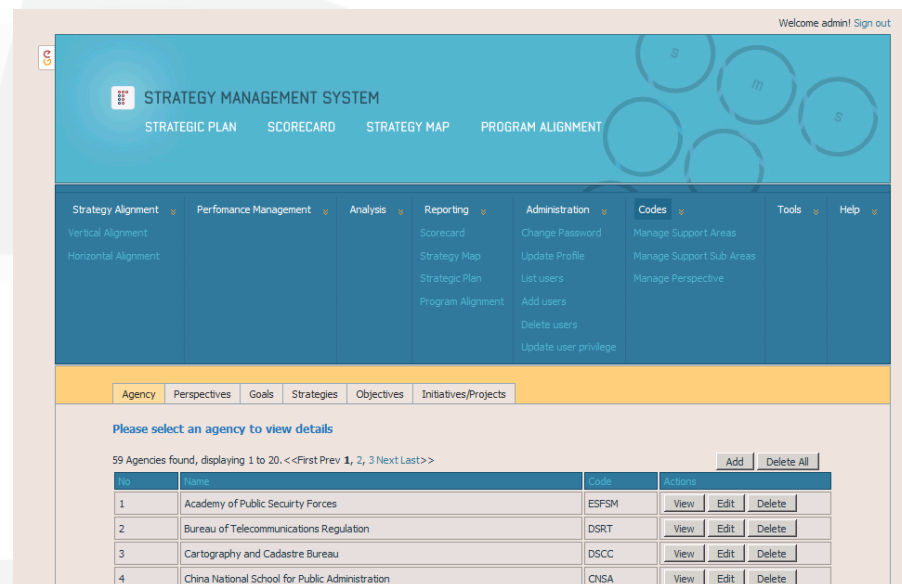 Welcome admin! Sign out
STRATEGY MANAGEMENT SYSTEM
STRATEGIC PLAN SCORECARD STRATEGY MAP PROGRAM ALIGNMENT
s
m
s
Strategy Alignment Perfomance Management Analysis Reporting Administration Codes Tools Help
Vertical Alignment Scorecard Change Password Manage Support Areas
Horizontal Alignment Strategy Map Update Profile Manage Support Sub Areas
Strategic Plan List users Manage Perspective
Program Alignment Add users
Delete users
Update user privilege
Agency Perspectives Goals Strategies Objectives Initiatives/Projects
Please select an agency to view details
59 Agencies found, displaying 1 to 20.<<First Prev 1, 2, 3 Next Last>> Add Delete All
No Name Code Actions
1 Academy of Public Secuirty Forces ESFSM View Edit Delete
2 Bureau of Telecommunications Regulation DSRT View Edit Delete
3 Cartography and Cadastre Bureau DSCC View Edit Delete
4 China National School for Public Administration CNSA View Edit Delete